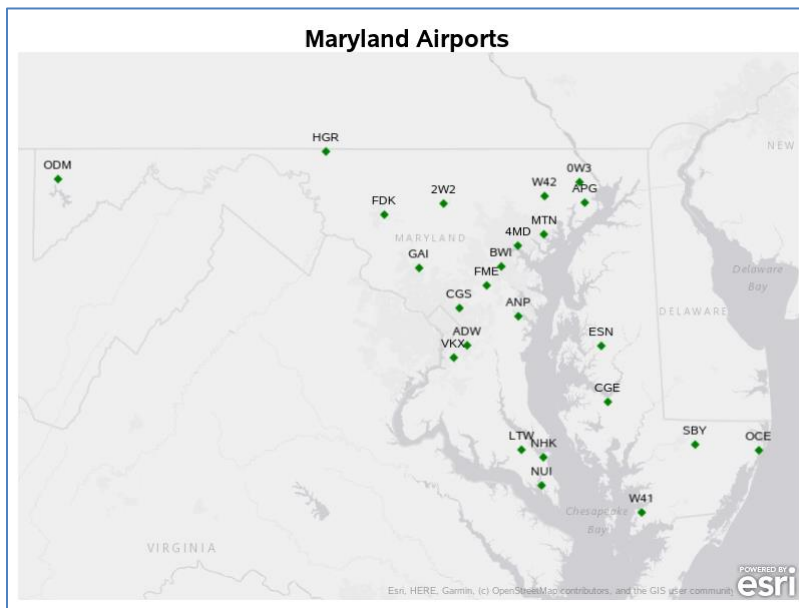 Maryland Airports
HGR
NEW
ODM
0W3
W42
APG
2W2
FDK
MTN
4MD
MARYLAND
BWI
GAI
FME
Delaware
Bay
CGS
ANP
DELAWARE
ADW
ESN
VKX
CGE
SBY
LTW
OCE
NHK
NUI
W41
Chesapeake
Bay
VIRGINIA
POWERED BY
esri
Esri, HERE, Garmin, (c) OpenStreetMap contributors, and the GIS user community